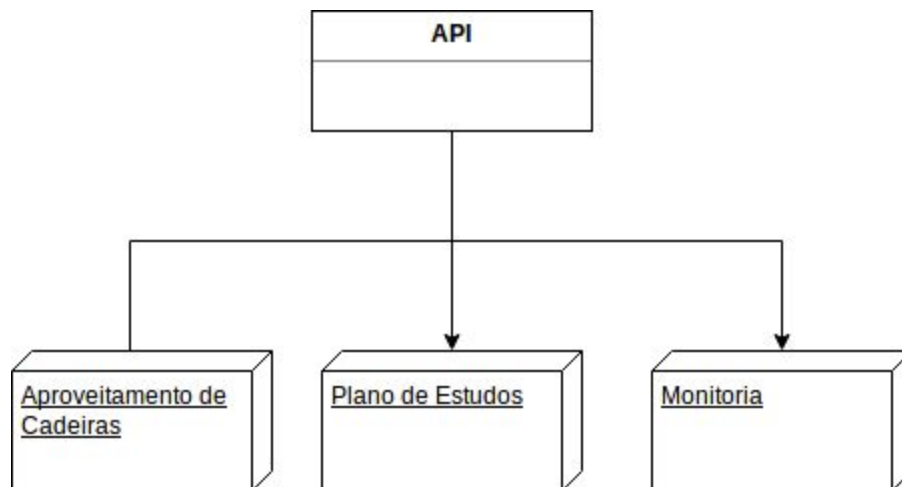 API
Aproveitamento de
Cadeiras
Plano de Estudos
Monitoria